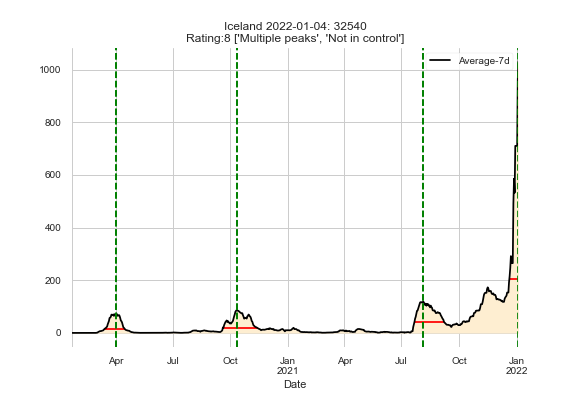 Iceland 2022-01-04: 32540
Rating:8 ['Multiple peaks', 'Not in control']
Average-7d
1000
800
600
400
200
0
Apr Jul Oct Jan Apr Jul Oct Jan
2021 2022
Date